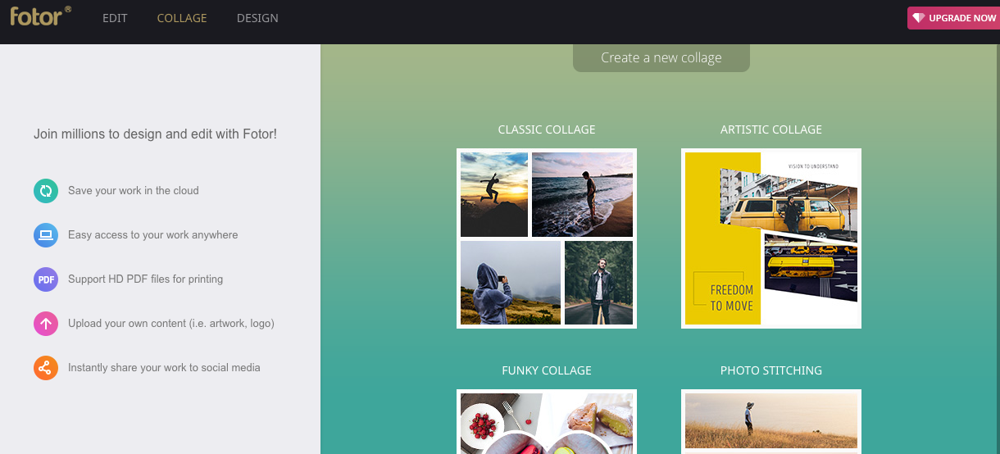 fotor®
EDIT
COLLAGE
DESIGN
UPGRADE NOW
Join millions to design and edit with Fotor!
Save your work in the cloud
Easy access to your work anywhere
PDF
Support HD PDF files for printing
Upload your own content (i.e. artwork, logo)
Instantly share your work to social media
Create a new collage
CLASSIC COLLAGE
ARTISTIC COLLAGE
VISION TO UNDERSTAND
FREEDOM
TO MOVE
FUNKY COLLAGE
PHOTO STITCHING